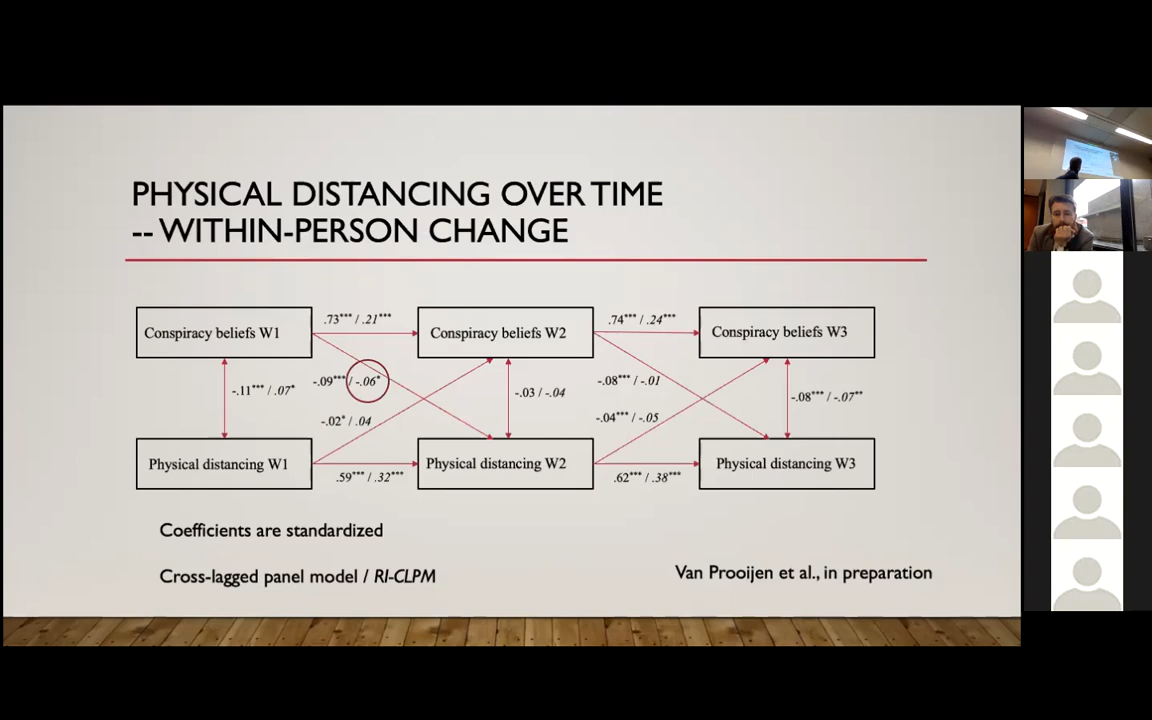 PHYSICAL DISTANCING OVER TIME
-- WITHIN-PERSON CHANGE
Conspiracy beliefs W1
.73*** / .21***
Conspiracy beliefs W2
.74*** / .24***
Conspiracy beliefs W3
-.11*** / .07*
-.09*** / -.06*
-.02* / .04
-.03 / -.04
-.08*** / -.01
-.04*** / -.05
-.08*** / -.07**
Physical distancing W1
.59*** / .32***
Physical distancing W2
.62*** / .38***
Physical distancing W3
Coefficients are standardized
Cross-lagged panel model / RI-CLPM
Van Prooijen et al., in preparation